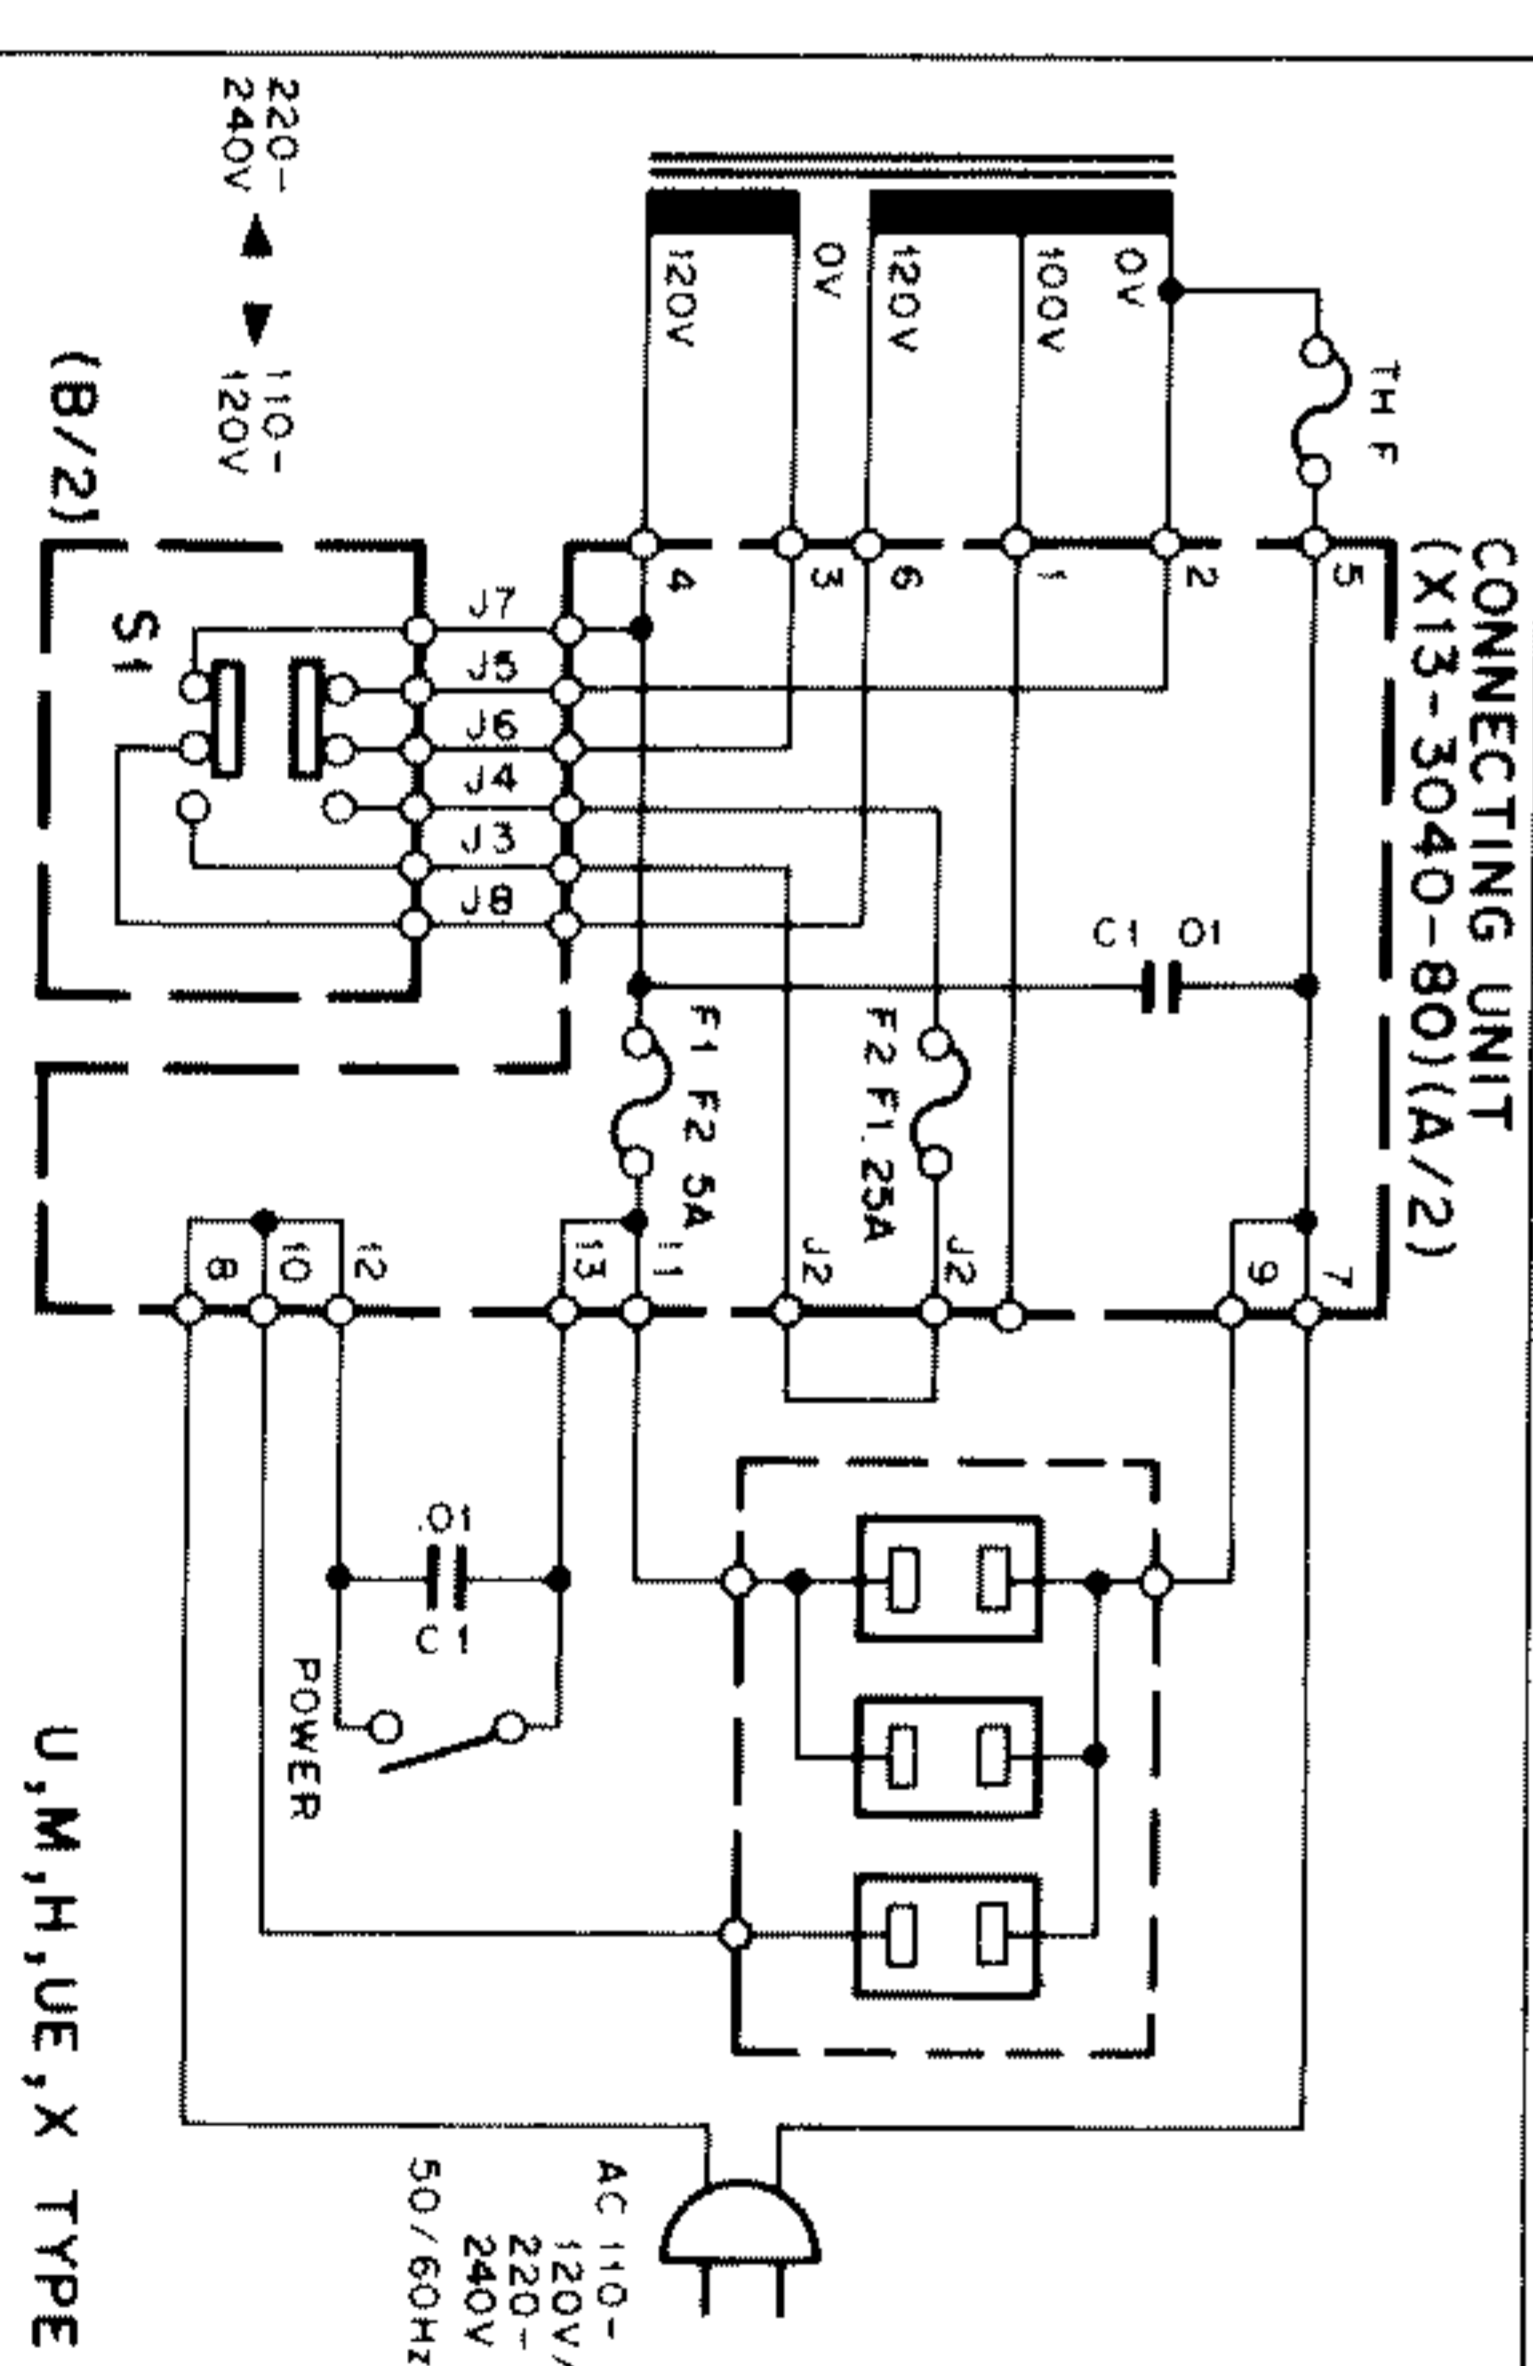 220-
240V
110-
120V
(B/2)
120V
0V
120V
100V
0V
TH F
CONNECTING UNIT
(X13-3040-80)(A/2)
4
3
6
1
2
5
S1
J7
J5
J6
J4
J3
J8
C1 01
F1 F2 5A
F2 F1.25A
8
10
12
13
11
J2
J2
9
7
.01
C1
POWER
AC 110-
120V/
220-
240V
50/60Hz
U,M,H,UE,X TYPE